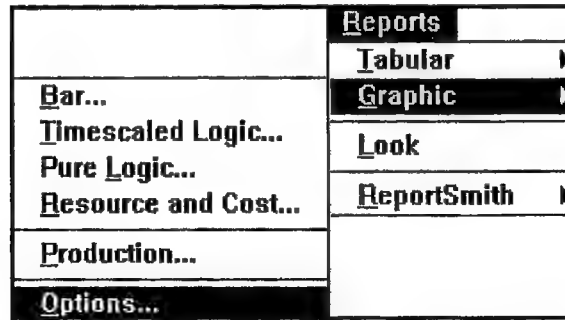 Reports
Tabular
Graphic
Look
ReportSmith
Bar...
Timescaled Logic...
Pure Logic...
Resource and Cost...
Production...
Options...